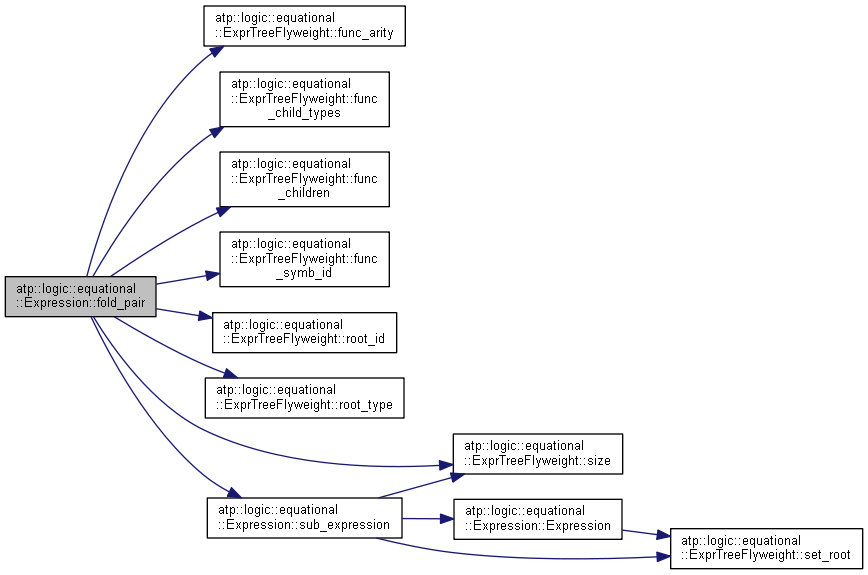 atp::logic::equational
::ExprTreeFlyweight::func_arity
atp::logic::equational
::ExprTreeFlyweight::func
_child_types
atp::logic::equational
::ExprTreeFlyweight::func
_children
atp::logic::equational
::ExprTreeFlyweight::func
_symb_id
atp::logic::equational
::Expression::fold_pair
atp::logic::equational
::ExprTreeFlyweight::root_id
atp::logic::equational
::ExprTreeFlyweight::root_type
atp::logic::equational
::ExprTreeFlyweight::size
atp::logic::equational
::Expression::sub_expression
atp::logic::equational
::Expression::Expression
atp::logic::equational
::ExprTreeFlyweight::set_root